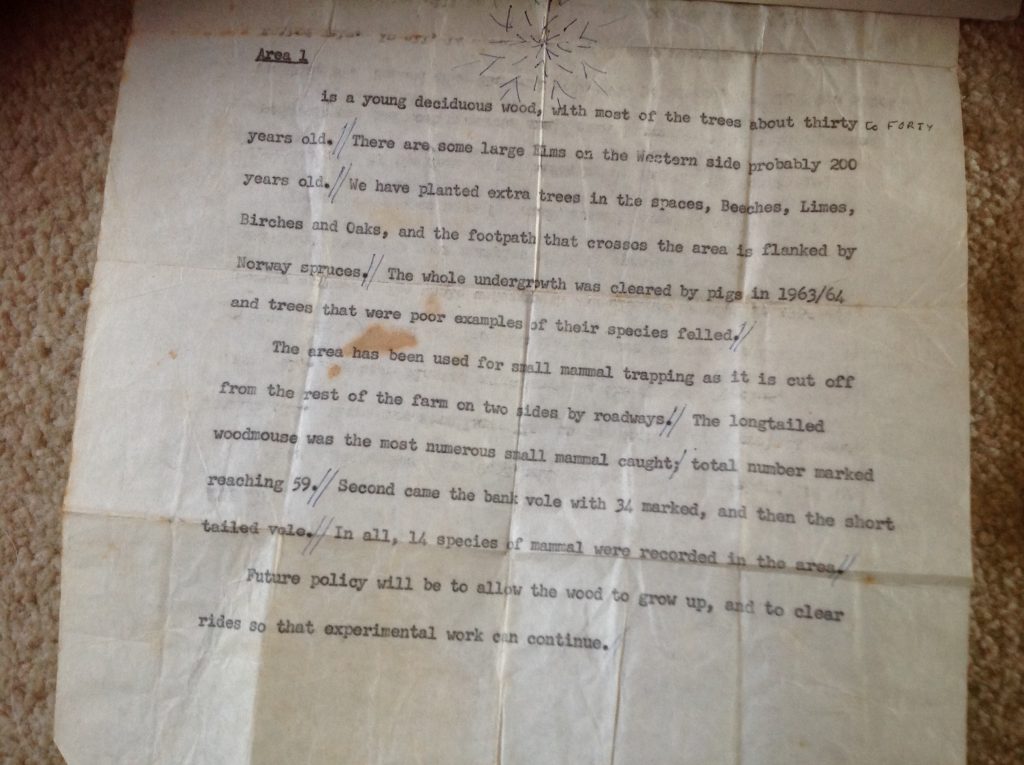 Area 1
is a young deciduous wood, with most of the trees about thirty to FORTY
years old.// There are some large Elms on the Western side probably 200
years old.// We have planted extra trees in the spaces, Beeches, Limes,
Birches and Oaks, and the footpath that crosses the area is flanked by
Norway spruces.// The whole undergrowth was cleared by pigs in 1963/64
and trees that were poor examples of their species felled.//
The area has been used for small mammal trapping as it is cut off
from the rest of the farm on two sides by roadways.// The longtailed
woodmouse was the most numerous small mammal caught;/ total number marked
reaching 59.// Second came the bank vole with 34 marked, and then the short
tailed vole.// In all, 14 species of mammal were recorded in the area.//
Future policy will be to allow the wood to grow up, and to clear
rides so that experimental work can continue.